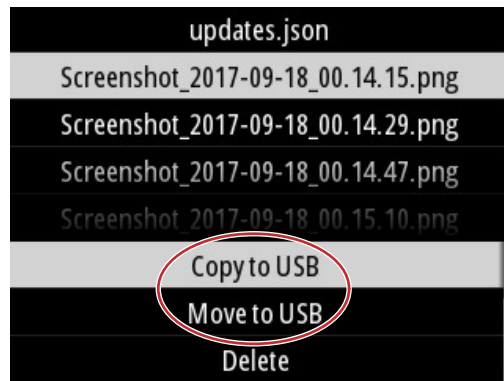 updates.json
Screenshot_2017-09-18_00.14.15.png
Screenshot_2017-09-18_00.14.29.png
Screenshot_2017-09-18_00.14.47.png
Screenshot_2017-09-18_00.15.10.png
Copy to USB
Move to USB
Delete